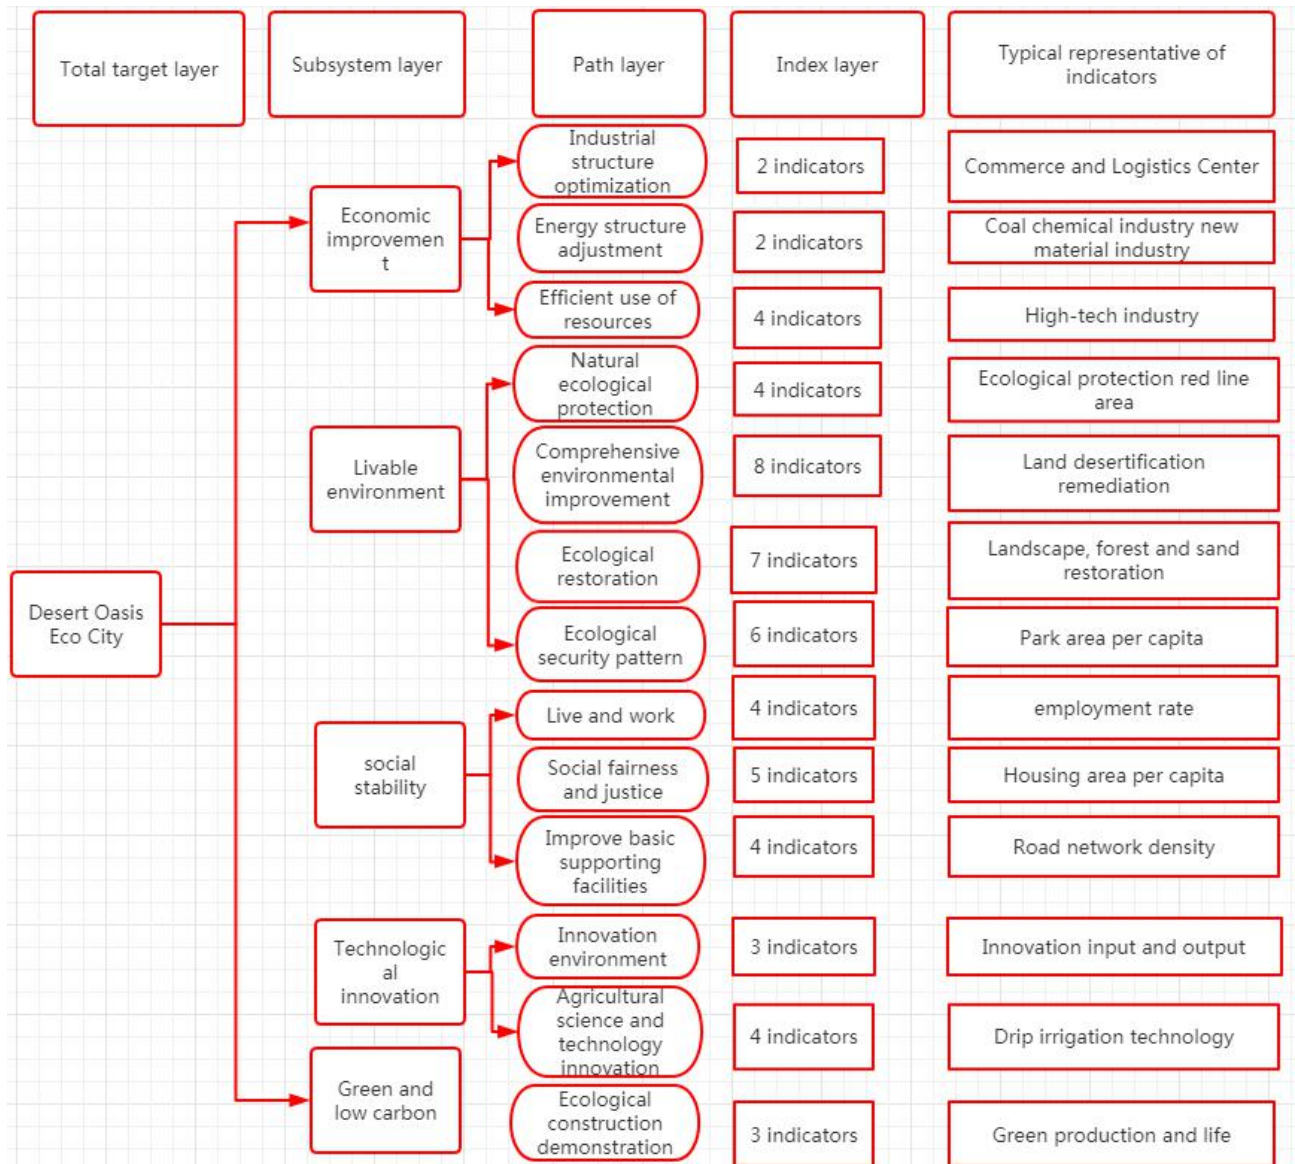 Total target layer
Subsystem layer
Path layer
Index layer
Typical representative of
indicators
Industrial
structure
optimization
2 indicators
Commerce and Logistics Center
Economic
improvemen
t
Energy structure
adjustment
2 indicators
Coal chemical industry new
material industry
Efficient use of
resources
4 indicators
High-tech industry
Natural
ecological
protection
4 indicators
Ecological protection red line
area
Livable
environment
Comprehensive
environmental
improvement
8 indicators
Land desertification
remediation
Ecological
restoration
7 indicators
Landscape, forest and sand
restoration
Desert Oasis
Eco City
Ecological
security pattern
6 indicators
Park area per capita
Live and work
4 indicators
employment rate
social
stability
Social fairness
and justice
5 indicators
Housing area per capita
Improve basic
supporting
facilities
4 indicators
Road network density
Technologic
al
innovation
Innovation
environment
3 indicators
Innovation input and output
Agricultural
science and
technology
innovation
4 indicators
Drip irrigation technology
Green and
low carbon
Ecological
construction
demonstration
3 indicators
Green production and life